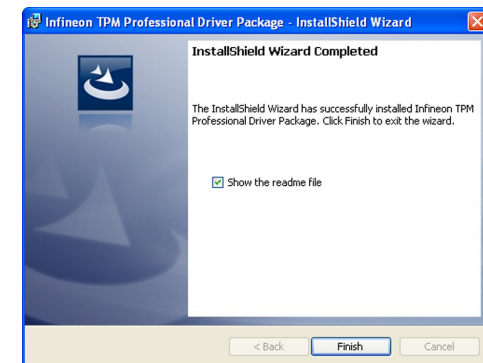 Infineon TPM Professional Driver Package - InstallShield Wizard
InstallShield Wizard Completed
The InstallShield Wizard has successfully installed Infineon TPM
Professional Driver Package. Click Finish to exit the wizard.
Show the readme file
< Back
Finish
Cancel